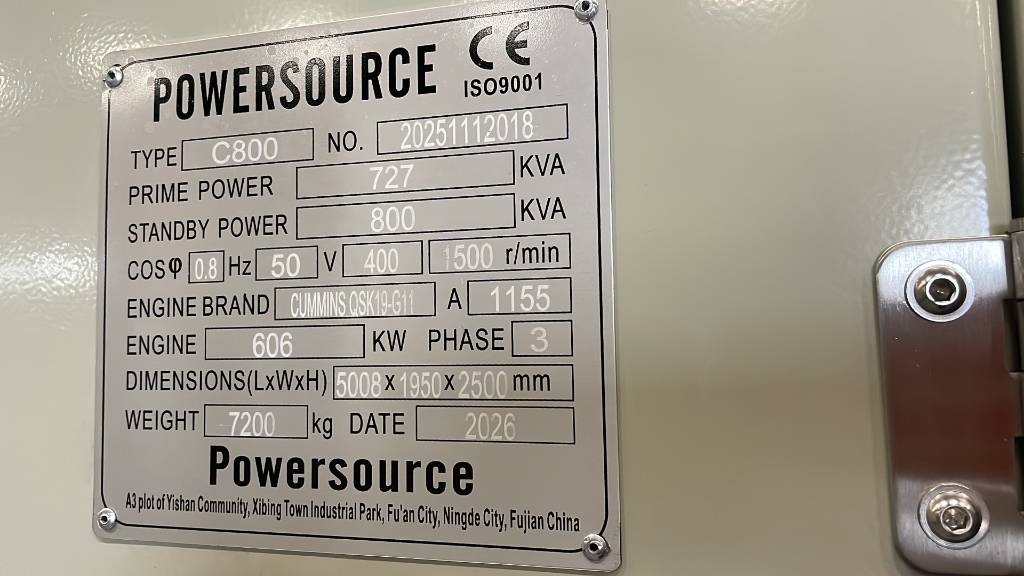 POWERSOURCE CE
ISO9001
TYPE C800 NO. 20251112018
PRIME POWER 727 KVA
STANDBY POWER 800 KVA
COSφ 0.8 Hz 50 V 400 1500 r/min
ENGINE BRAND CUMMINS QSK19-G11 A 1155
ENGINE 606 KW PHASE 3
DIMENSIONS(LxWxH) 5008 x 1950 x 2500 mm
WEIGHT 7200 kg DATE 2026
Powersource
A3 plot of Yishan Community, Xibing Town Industrial Park, Fu'an City, Ningde City, Fujian China